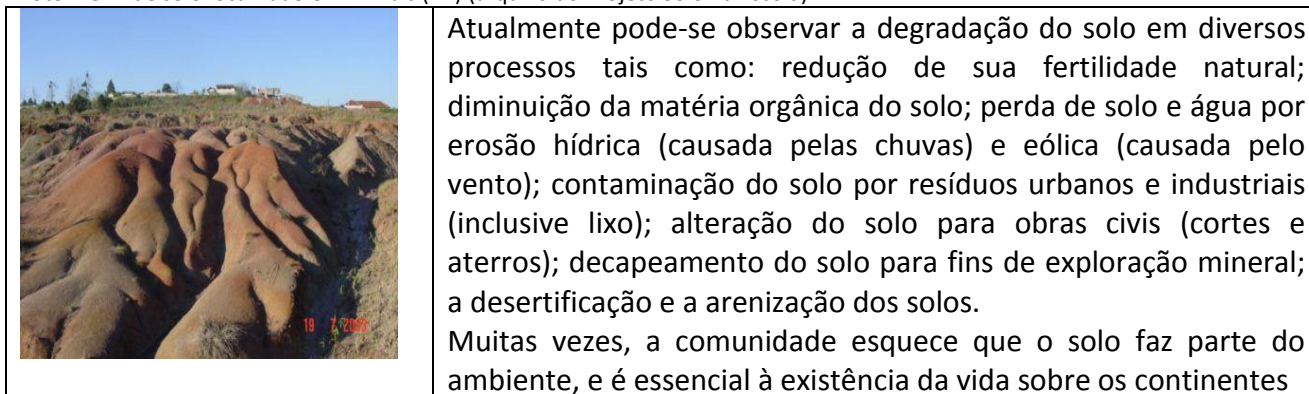 Atualmente pode-se observar a degradação do solo em diversos
processos tais como: redução de sua fertilidade natural;
diminuição da matéria orgânica do solo; perda de solo e água por
erosão hídrica (causada pelas chuvas) e eólica (causada pelo
vento); contaminação do solo por resíduos urbanos e industriais
(inclusive lixo); alteração do solo para obras civis (cortes e
aterros); decapeamento do solo para fins de exploração mineral;
a desertificação e a arenização dos solos.
Muitas vezes, a comunidade esquece que o solo faz parte do
ambiente, e é essencial à existência da vida sobre os continentes
19 7